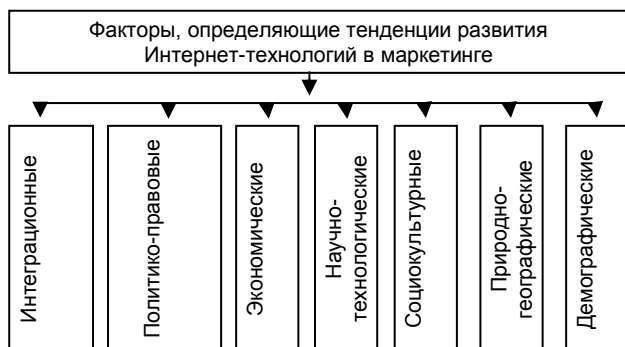 Факторы, определяющие тенденции развития
Интернет-технологий в маркетинге
Интеграционные
Политико-правовые
Экономические
Научно-
технологические
Социокультурные
Природно-
географические
Демографические